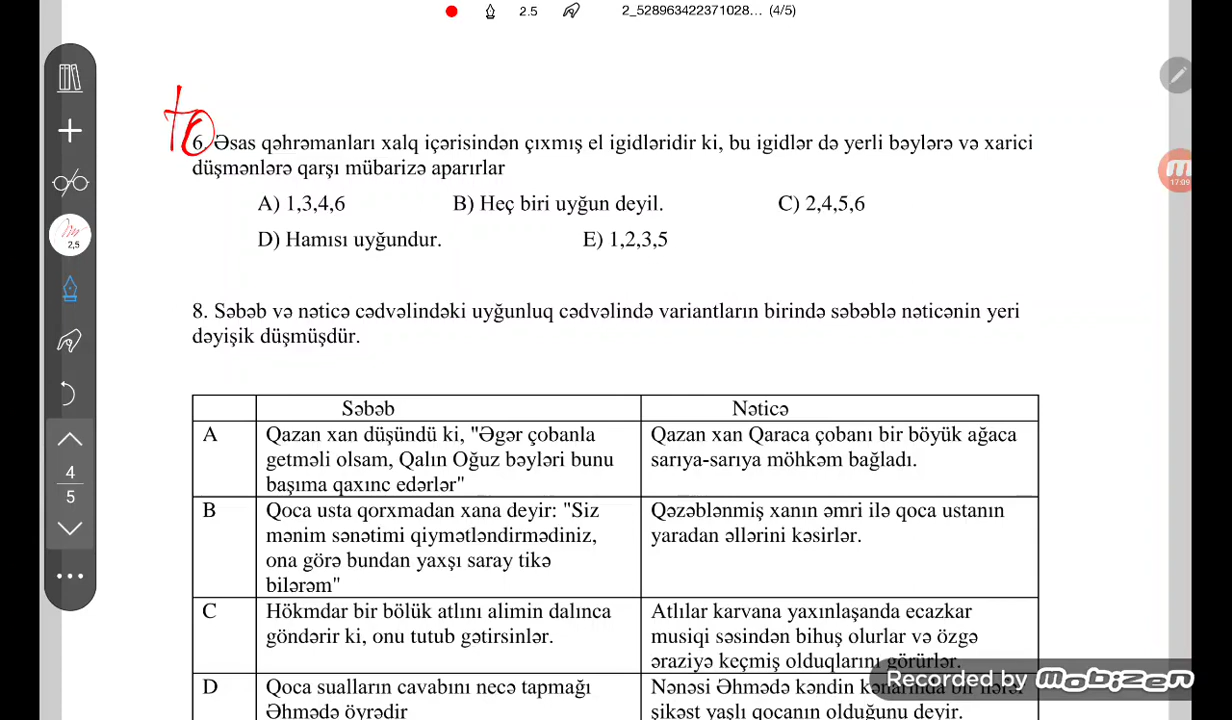 2.5 2_528963422371028... (4/5)
6. Əsas qəhrəmanları xalq içərisindən çıxmış el igidləridir ki, bu igidlər də yerli bəylərə və xarici
düşmənlərə qarşı mübarizə aparırlar
A) 1,3,4,6 B) Heç biri uyğun deyil. C) 2,4,5,6
D) Hamısı uyğundur. E) 1,2,3,5
8. Səbəb və nəticə cədvəlindəki uyğunluq cədvəlində variantların birində səbəblə nəticənin yeri
dəyişik düşmüşdür.
Səbəb Nəticə
A Qazan xan düşündü ki, "Əgər çobanla
getməli olsam, Qalın Oğuz bəyləri bunu
başıma qaxınc edərlər"
Qazan xan Qaraca çobanı bir böyük ağaca
sarıya-sarıya möhkəm bağladı.
B Qoca usta qorxmadan xana deyir: "Siz
mənim sənətimi qiymətləndirmədiniz,
ona görə bundan yaxşı saray tikə
bilərəm"
Qəzəblənmiş xanın əmri ilə qoca ustanın
yaradan əllərini kəsirlər.
C Hökmdar bir bölük atlını alimin dalınca
göndərir ki, onu tutub gətirsinlər.
Atlılar karvana yaxınlaşanda ecazkar
musiqi səsindən bihuş olurlar və özgə
əraziyə keçmiş olduqlarını görürlər.
D Qoca sualların cavabını necə tapmağı
Əhmədə öyrədir
Nənəsi Əhmədə kəndin kənarında bir
şikəst yaşlı qocanın olduğunu deyir.
2,5
4
5
17:09
Recorded by Mobizen